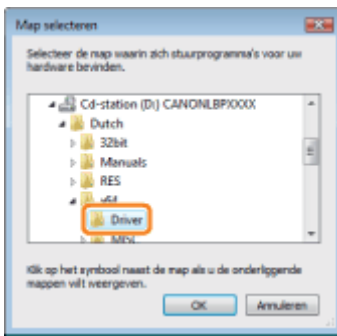 Map selecteren
Selecteer de map waarin zich stuurprogramma's voor uw
hardware bevinden.
Cd-station (D:) CANONLBPXXXX
Dutch
32bit
Manuals
RES
x64
Driver
MISC
Klik op het symbool naast de map als u de onderliggende
mappen wilt weergeven.
OK
Annuleren